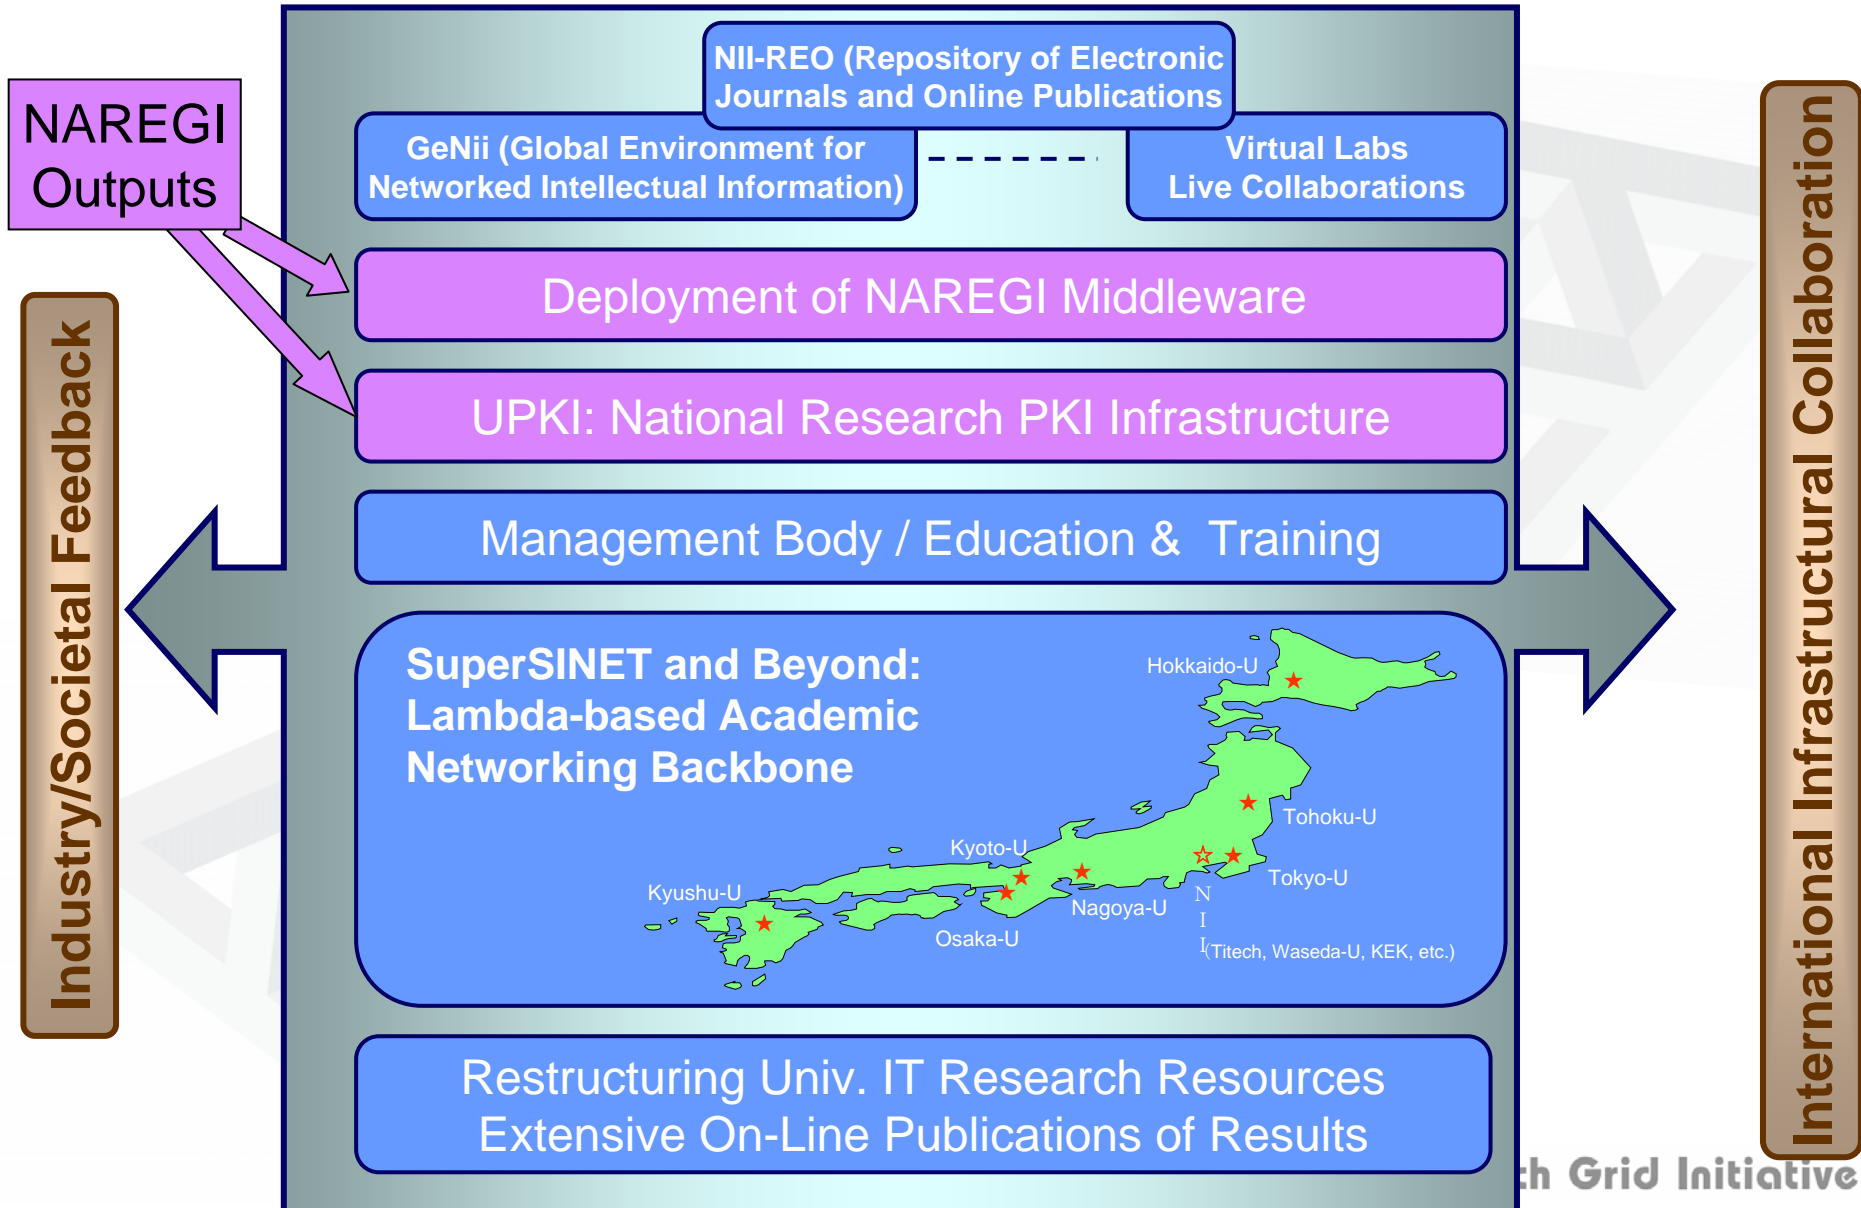 NII-REO (Repository of Electronic
Journals and Online Publications
NAREGI
Outputs
GeNii (Global Environment for
Networked Intellectual Information)
Virtual Labs
Live Collaborations
Deployment of NAREGI Middleware
UPKI: National Research PKI Infrastructure
Management Body / Education & Training
Industry/Societal Feedback
International Infrastructural Collaboration
SuperSINET and Beyond:
Lambda-based Academic
Networking Backbone
Hokkaido-U
Tohoku-U
Kyoto-U
Tokyo-U
Kyushu-U
Nagoya-U
N
I
I
Osaka-U
(Titech, Waseda-U, KEK, etc.)
Restructuring Univ. IT Research Resources
Extensive On-Line Publications of Results
Grid Initiative